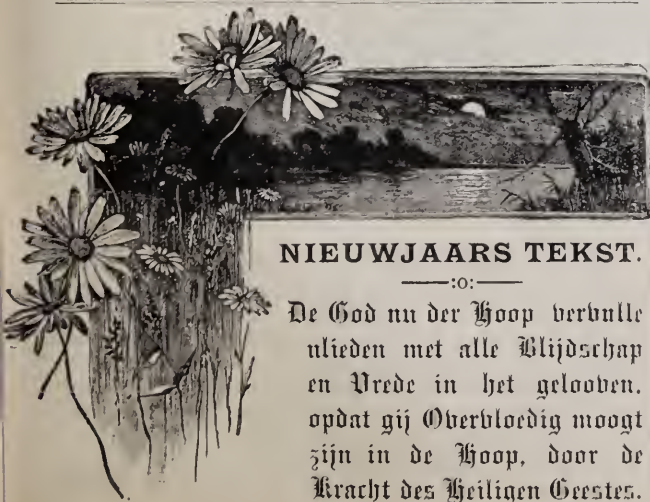 NIEUWJAARS TEKST.
:o:
De God nu der Hoop vervulle
ulieden met alle Blijdschap
en Vrede in het gelooven.
opdat gij Overvloedig moogt
zijn in de Hoop, door de
Kracht des Heiligen Geestes.